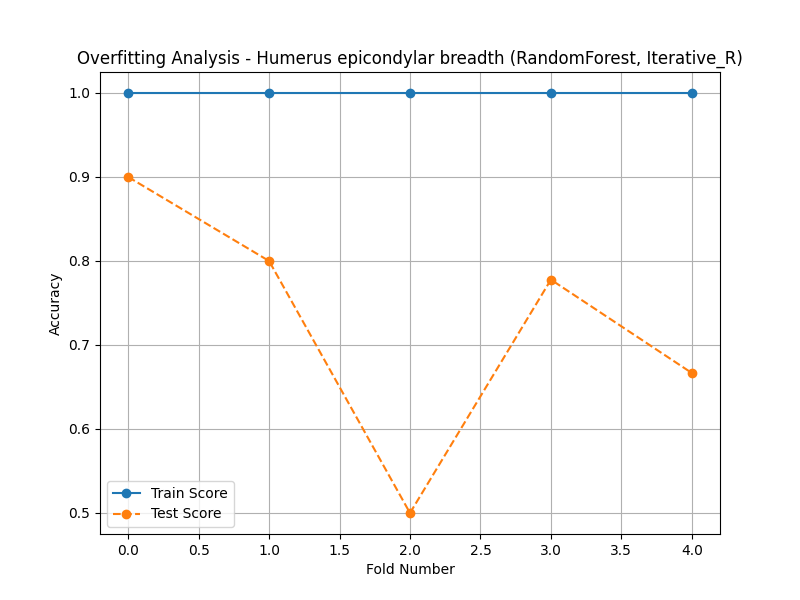 Overfitting Analysis - Humerus epicondylar breadth (RandomForest, Iterative_R)
1.0
0.9
0.8
0.7
0.6
0.5
Accuracy
Train Score
Test Score
0.0 0.5 1.0 1.5 2.0 2.5 3.0 3.5 4.0
Fold Number